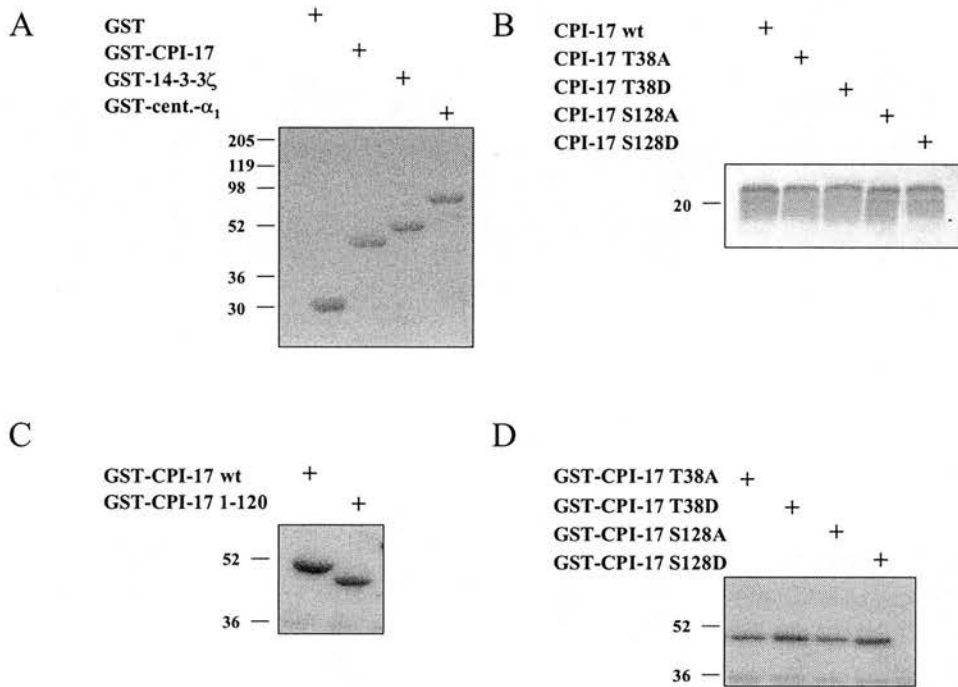 A
GST +
GST-CPI-17 +
GST-14-3-3ζ +
GST-cent.-α1 +
205
119
98
52
36
30
B
CPI-17 wt +
CPI-17 T38A +
CPI-17 T38D +
CPI-17 S128A +
CPI-17 S128D +
20
C
GST-CPI-17 wt +
GST-CPI-17 1-120 +
52
36
D
GST-CPI-17 T38A +
GST-CPI-17 T38D +
GST-CPI-17 S128A +
GST-CPI-17 S128D +
52
36